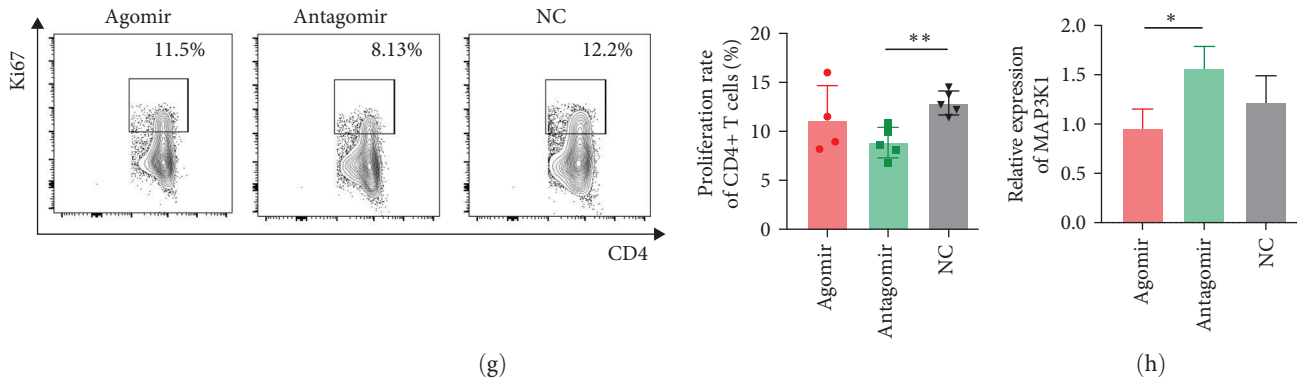 Agomir
Antagomir
NC
11.5%
8.13%
12.2%
Ki67
CD4
(g)
Proliferation rate
of CD4+ T cells (%)
20
15
10
5
0
**
Agomir
Antagomir
NC
Relative expression
of MAP3K1
2.0
1.5
1.0
0.5
0.0
*
Agomir
Antagomir
NC
(h)